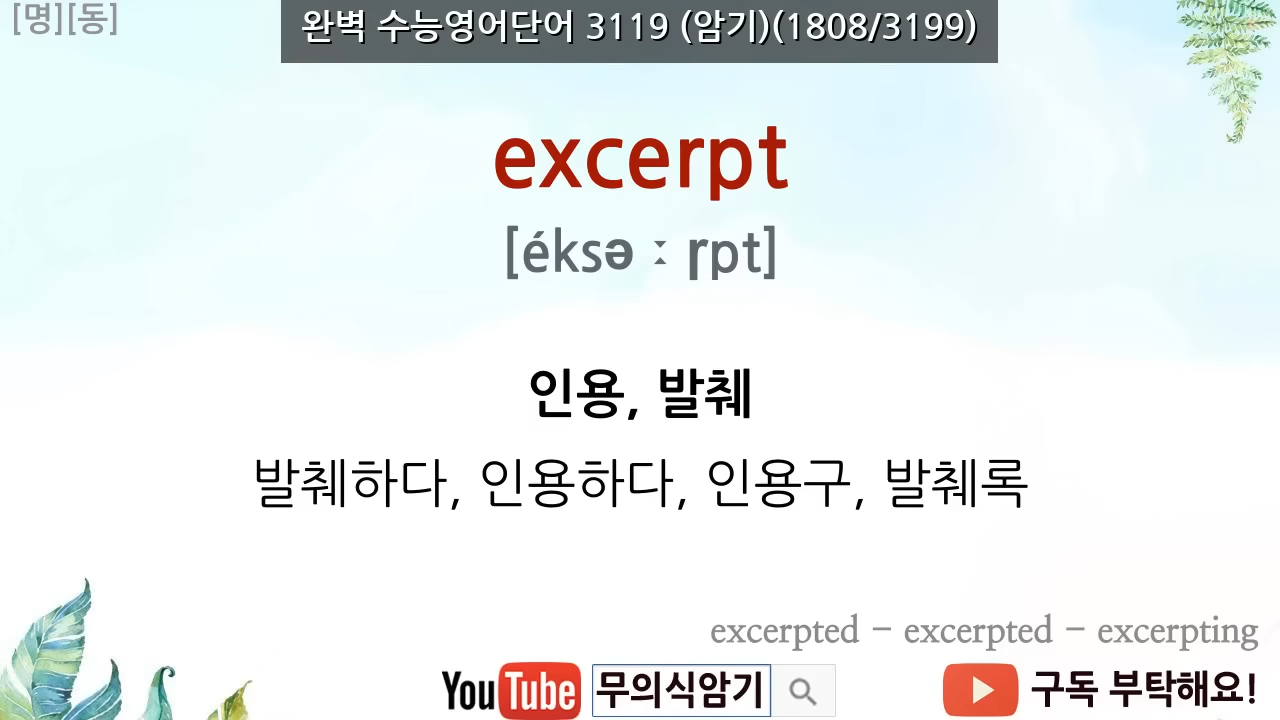 [명][동]
완벽 수능영어단어 3119 (암기)(1808/3199)
excerpt
[éksəːrpt]
인용, 발췌
발췌하다, 인용하다, 인용구, 발췌록
excerpted - excerpted - excerpting
YouTube 무의식암기
구독 부탁해요!